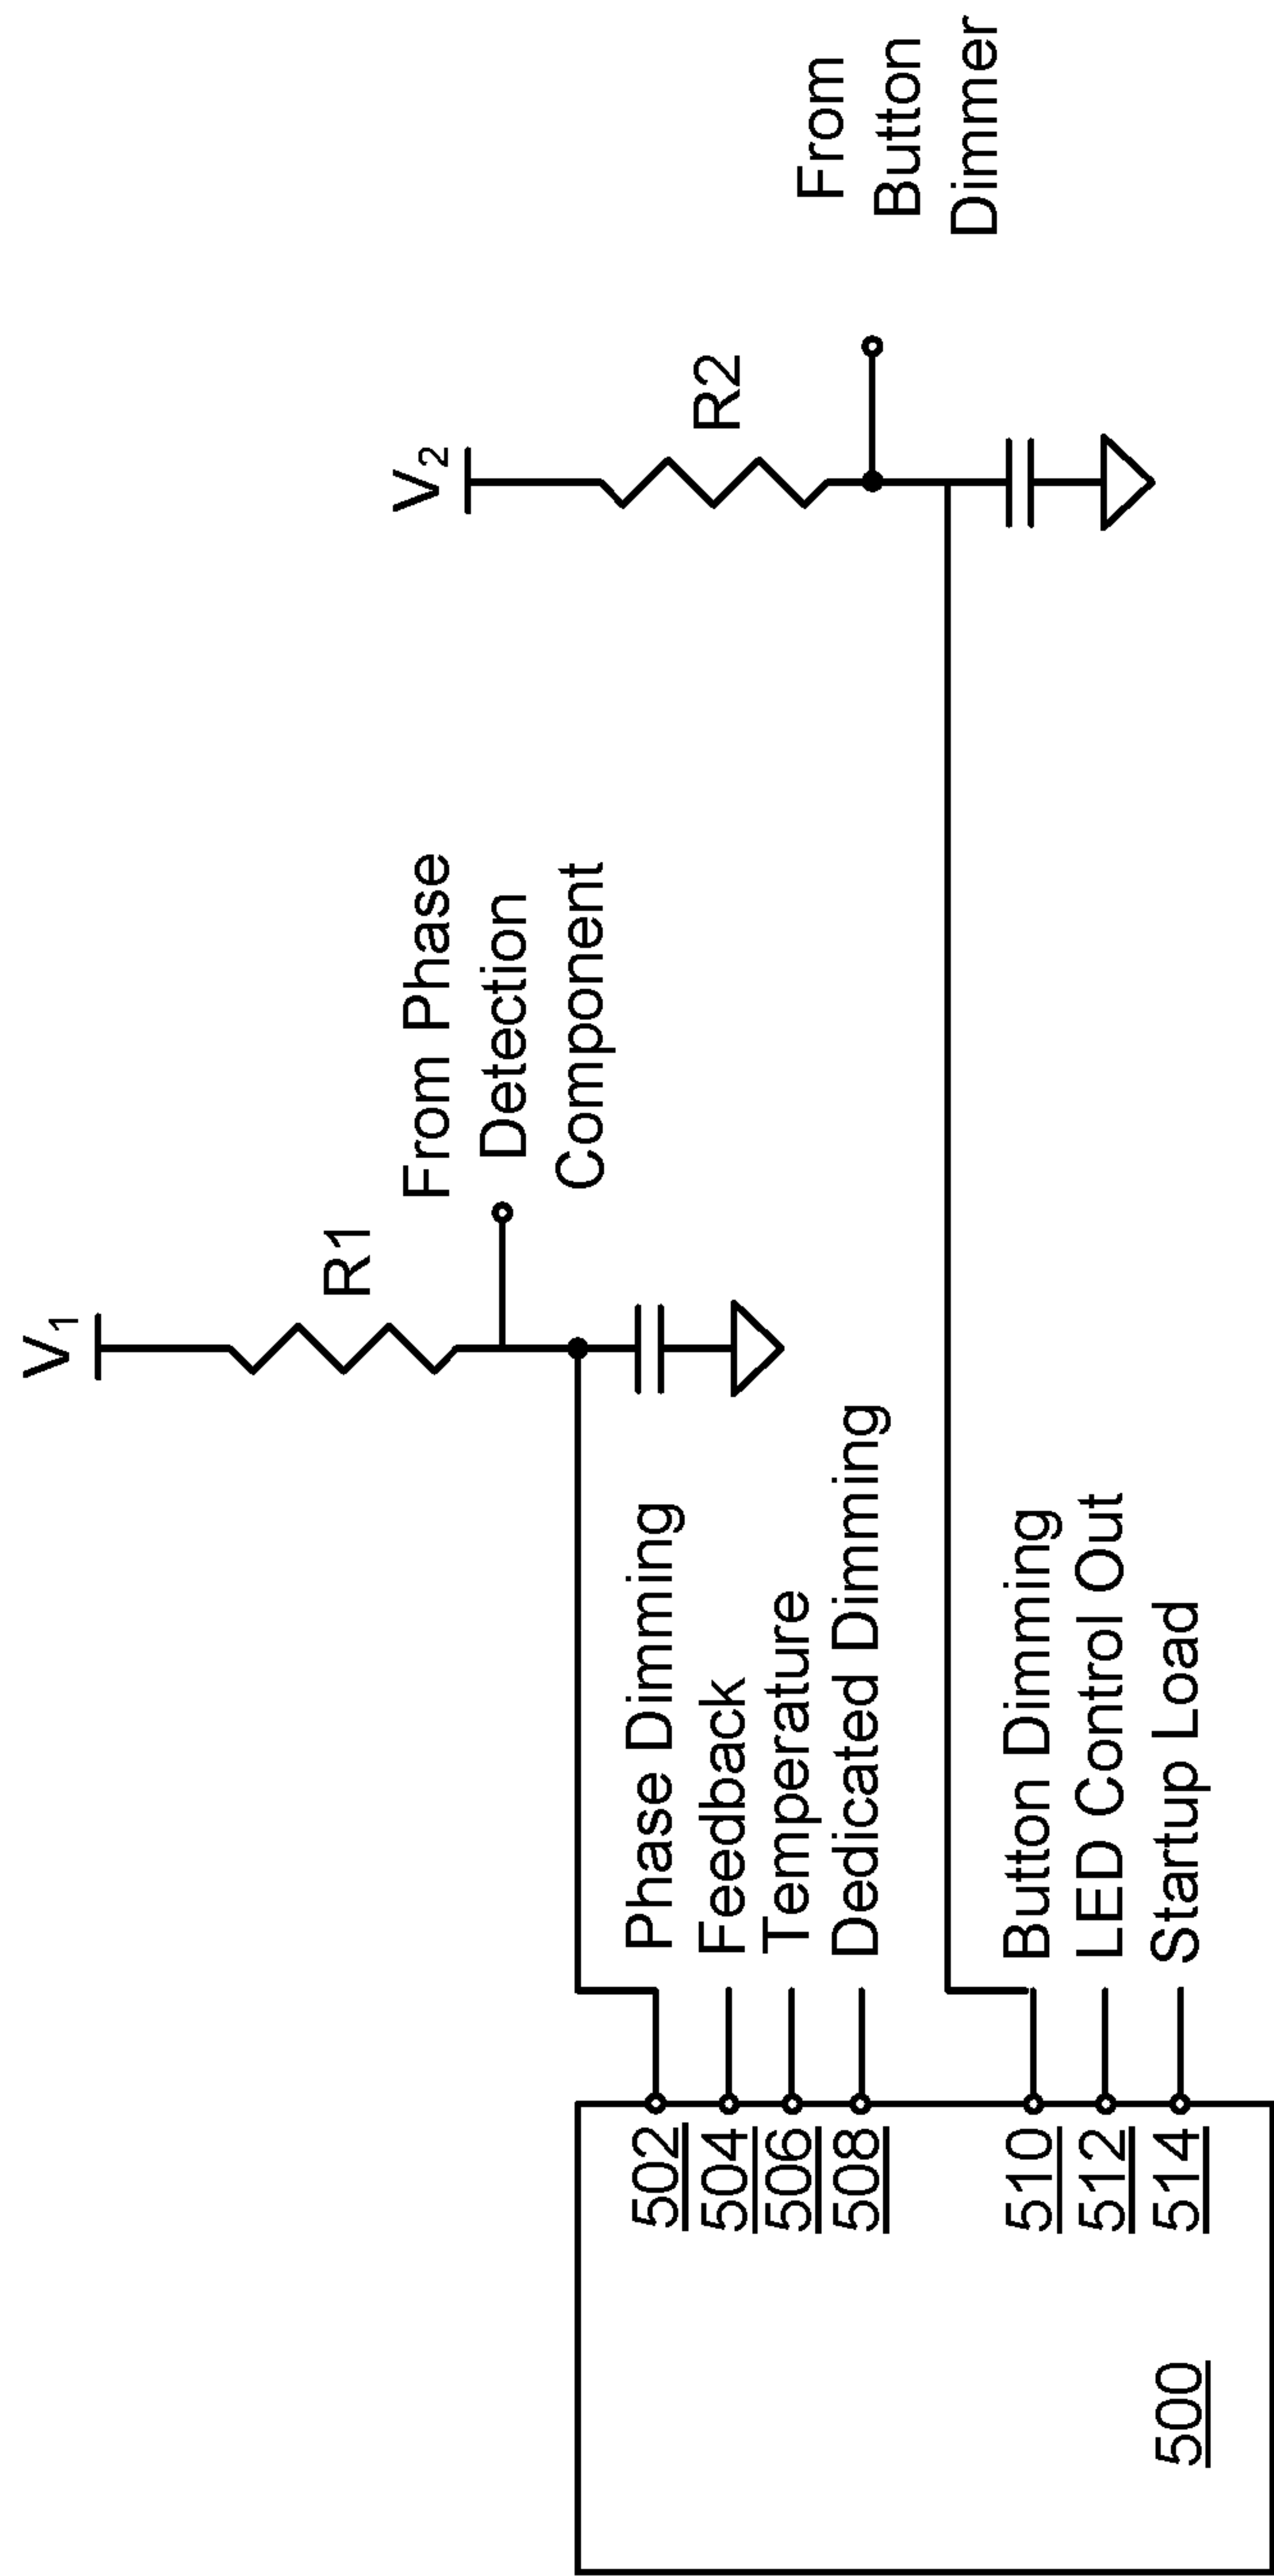 V1
R1
From Phase
Detection
Component
V2
R2
From
Button
Dimmer
502 Phase Dimming
504 Feedback
506 Temperature
508 Dedicated Dimming
510 Button Dimming
512 LED Control Out
514 Startup Load
500